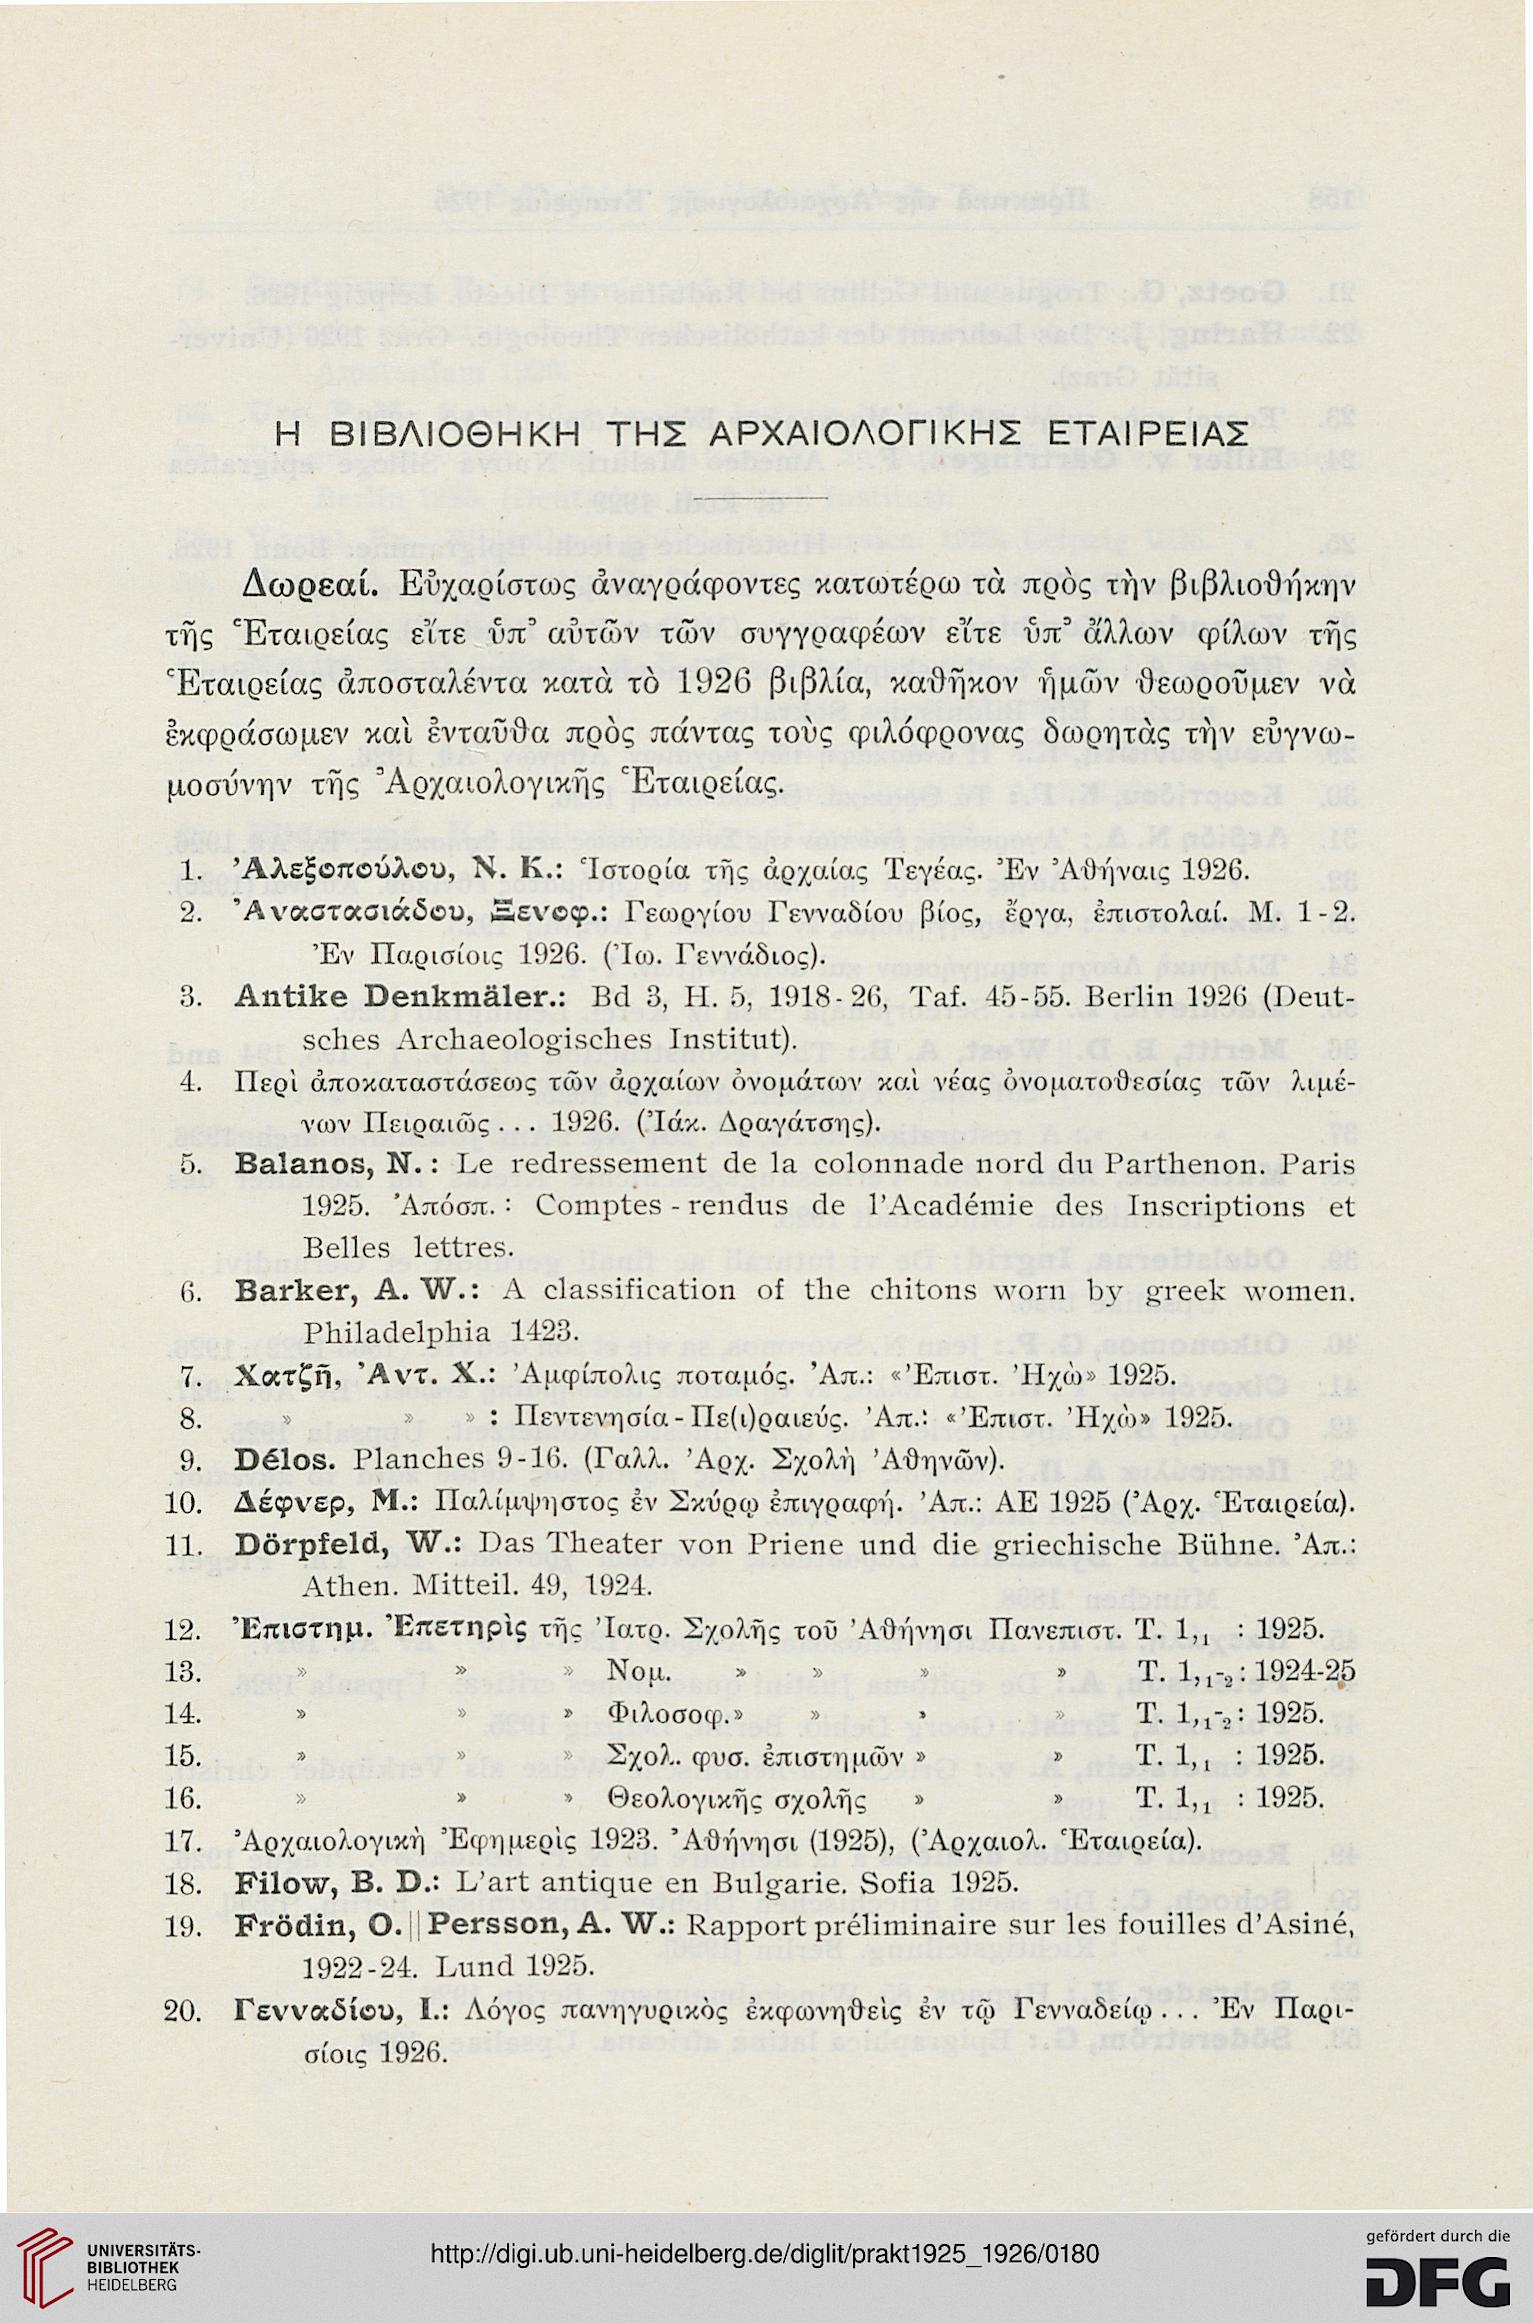 Η ΒΙΒΛΙΟΘΗΚΗ ΤΗΣ ΑΡΧΑΙΟΛΟΓΙΚΗΣ ΕΤΑΙΡΕΙΑΣ
Δωρεαί. Εὐχαρίστως ἀναγράφοντες κατωτέρω τὰ πρὸς τὴν βιβλιοθήκην
τῆς Ἑταιρείας εἴτε ὑπ' αὐτῶν τῶν συγγραφέων εἴτε ὑπ' ἄλλων φίλων τῆς
Ἑταιρείας ἀποσταλέντα κατὰ τὸ 1926 βιβλία, καθῆκον ἡμῶν θεωροῦμεν νὰ
ἐκφράσωμεν καὶ ἐνταῦθα πρὸς πάντας τοὺς φιλόφρονας δωρητὰς τὴν εὐγνω-
μοσύνην τῆς Ἀρχαιολογικῆς Ἑταιρείας.
1. Ἀλεξοπούλου, Ν. Κ.: Ἱστορία τῆς ἀρχαίας Τεγέας. Ἐν Ἀθήναις 1926.
2. Ἀναστασιάδου, Ξενοφ.: Γεωργίου Γενναδίου βίος, ἔργα, ἐπιστολαί. Μ. 1-2.
Ἐν Παρισίοις 1926. (Ἰω. Γεννάδιος).
3. Antike Denkmäler.: Bd 3, H. 5, 1918-26, Taf. 45-55. Berlin 1926 (Deut-
sches Archaeologisches Institut).
4. Περὶ ἀποκαταστάσεως τῶν ἀρχαίων ὀνομάτων καὶ νέας ὀνοματοθεσίας τῶν λιμέ-
νων Πειραιῶς... 1926. (Ἰάκ. Δραγάτσης).
5. Balanos, N.: Le redressement de la colonnade nord du Parthenon. Paris
1925. Ἀπόσπ.: Comptes-rendus de l'Académie des Inscriptions et
Belles lettres.
6. Barker, A. W.: A classification of the chitons worn by greek women.
Philadelphia 1423.
7. Χατζῆ, Ἀντ. Χ.: Ἀμφίπολις ποταμός. Ἀπ.: «Ἐπιστ. Ἠχὼ» 1925.
8. » » » : Πεντενησία-Πε(ι)ραιεύς. Ἀπ.: «Ἐπιστ. Ἠχὼ» 1925.
9. Délos. Planches 9-16. (Γαλλ. Ἀρχ. Σχολὴ Ἀθηνῶν).
10. Δέφνερ, Μ.: Παλίμψηστος ἐν Σκύρῳ ἐπιγραφή. Ἀπ.: ΑΕ 1925 (Ἀρχ. Ἑταιρεία).
11. Dörpfeld, W.: Das Theater von Priene und die griechische Bühne. Ἀπ.:
Athen. Mitteil. 49, 1924.
12. Ἐπιστημ. Ἐπετηρὶς τῆς Ἰατρ. Σχολῆς τοῦ Ἀθήνησι Πανεπιστ. Τ. 1,₁ : 1925.
13. » » » Νομ. » » » » Τ. 1,₁-₂: 1924-25
14. » » » Φιλοσοφ.» » » » Τ. 1,₁-₂: 1925.
15. » » » Σχολ. φυσ. ἐπιστημῶν » » Τ. 1,₁ : 1925.
16. » » » Θεολογικῆς σχολῆς » » Τ. 1,₁ : 1925.
17. Ἀρχαιολογικὴ Ἐφημερὶς 1923. Ἀθήνησι (1925), (Ἀρχαιολ. Ἑταιρεία).
18. Filow, B. D.: L'art antique en Bulgarie. Sofia 1925.
19. Frödin, O. || Persson, A. W.: Rapport préliminaire sur les fouilles d'Asiné,
1922-24. Lund 1925.
20. Γενναδίου, Ι.: Λόγος πανηγυρικὸς ἐκφωνηθεὶς ἐν τῷ Γενναδείῳ... Ἐν Παρι-
σίοις 1926.
UNIVERSITÄTS-
BIBLIOTHEK
HEIDELBERG
http://digi.ub.uni-heidelberg.de/diglit/prakt1925_1926/0180
gefördert durch die
DFG